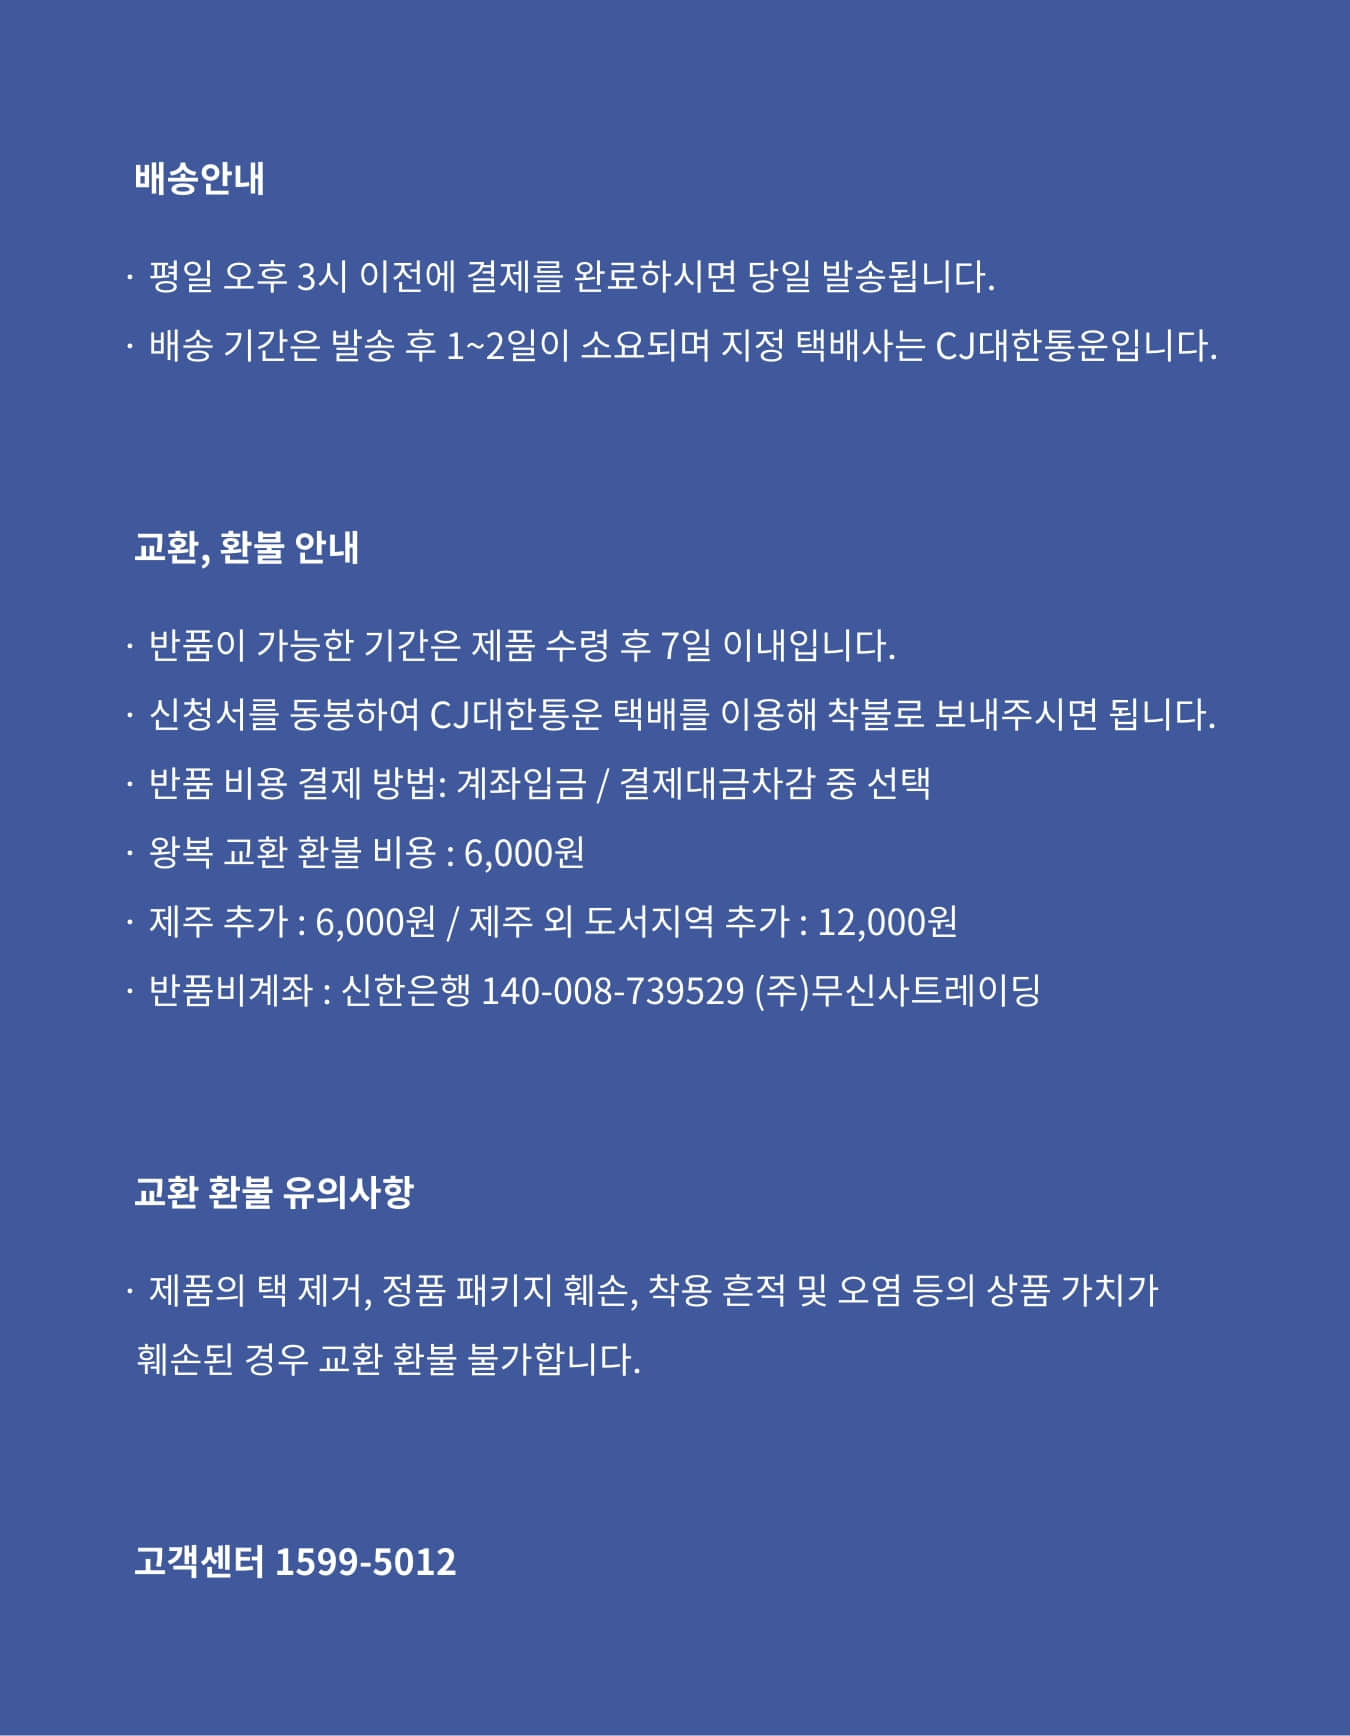 배송안내
· 평일 오후 3시 이전에 결제를 완료하시면 당일 발송됩니다.
· 배송 기간은 발송 후 1~2일이 소요되며 지정 택배사는 CJ대한통운입니다.
교환, 환불 안내
· 반품이 가능한 기간은 제품 수령 후 7일 이내입니다.
· 신청서를 동봉하여 CJ대한통운 택배를 이용해 착불로 보내주시면 됩니다.
· 반품 비용 결제 방법: 계좌입금 / 결제대금차감 중 선택
· 왕복 교환 환불 비용 : 6,000원
· 제주 추가 : 6,000원 / 제주 외 도서지역 추가 : 12,000원
· 반품비계좌 : 신한은행 140-008-739529 (주)무신사트레이딩
교환 환불 유의사항
· 제품의 택 제거, 정품 패키지 훼손, 착용 흔적 및 오염 등의 상품 가치가
훼손된 경우 교환 환불 불가합니다.
고객센터 1599-5012